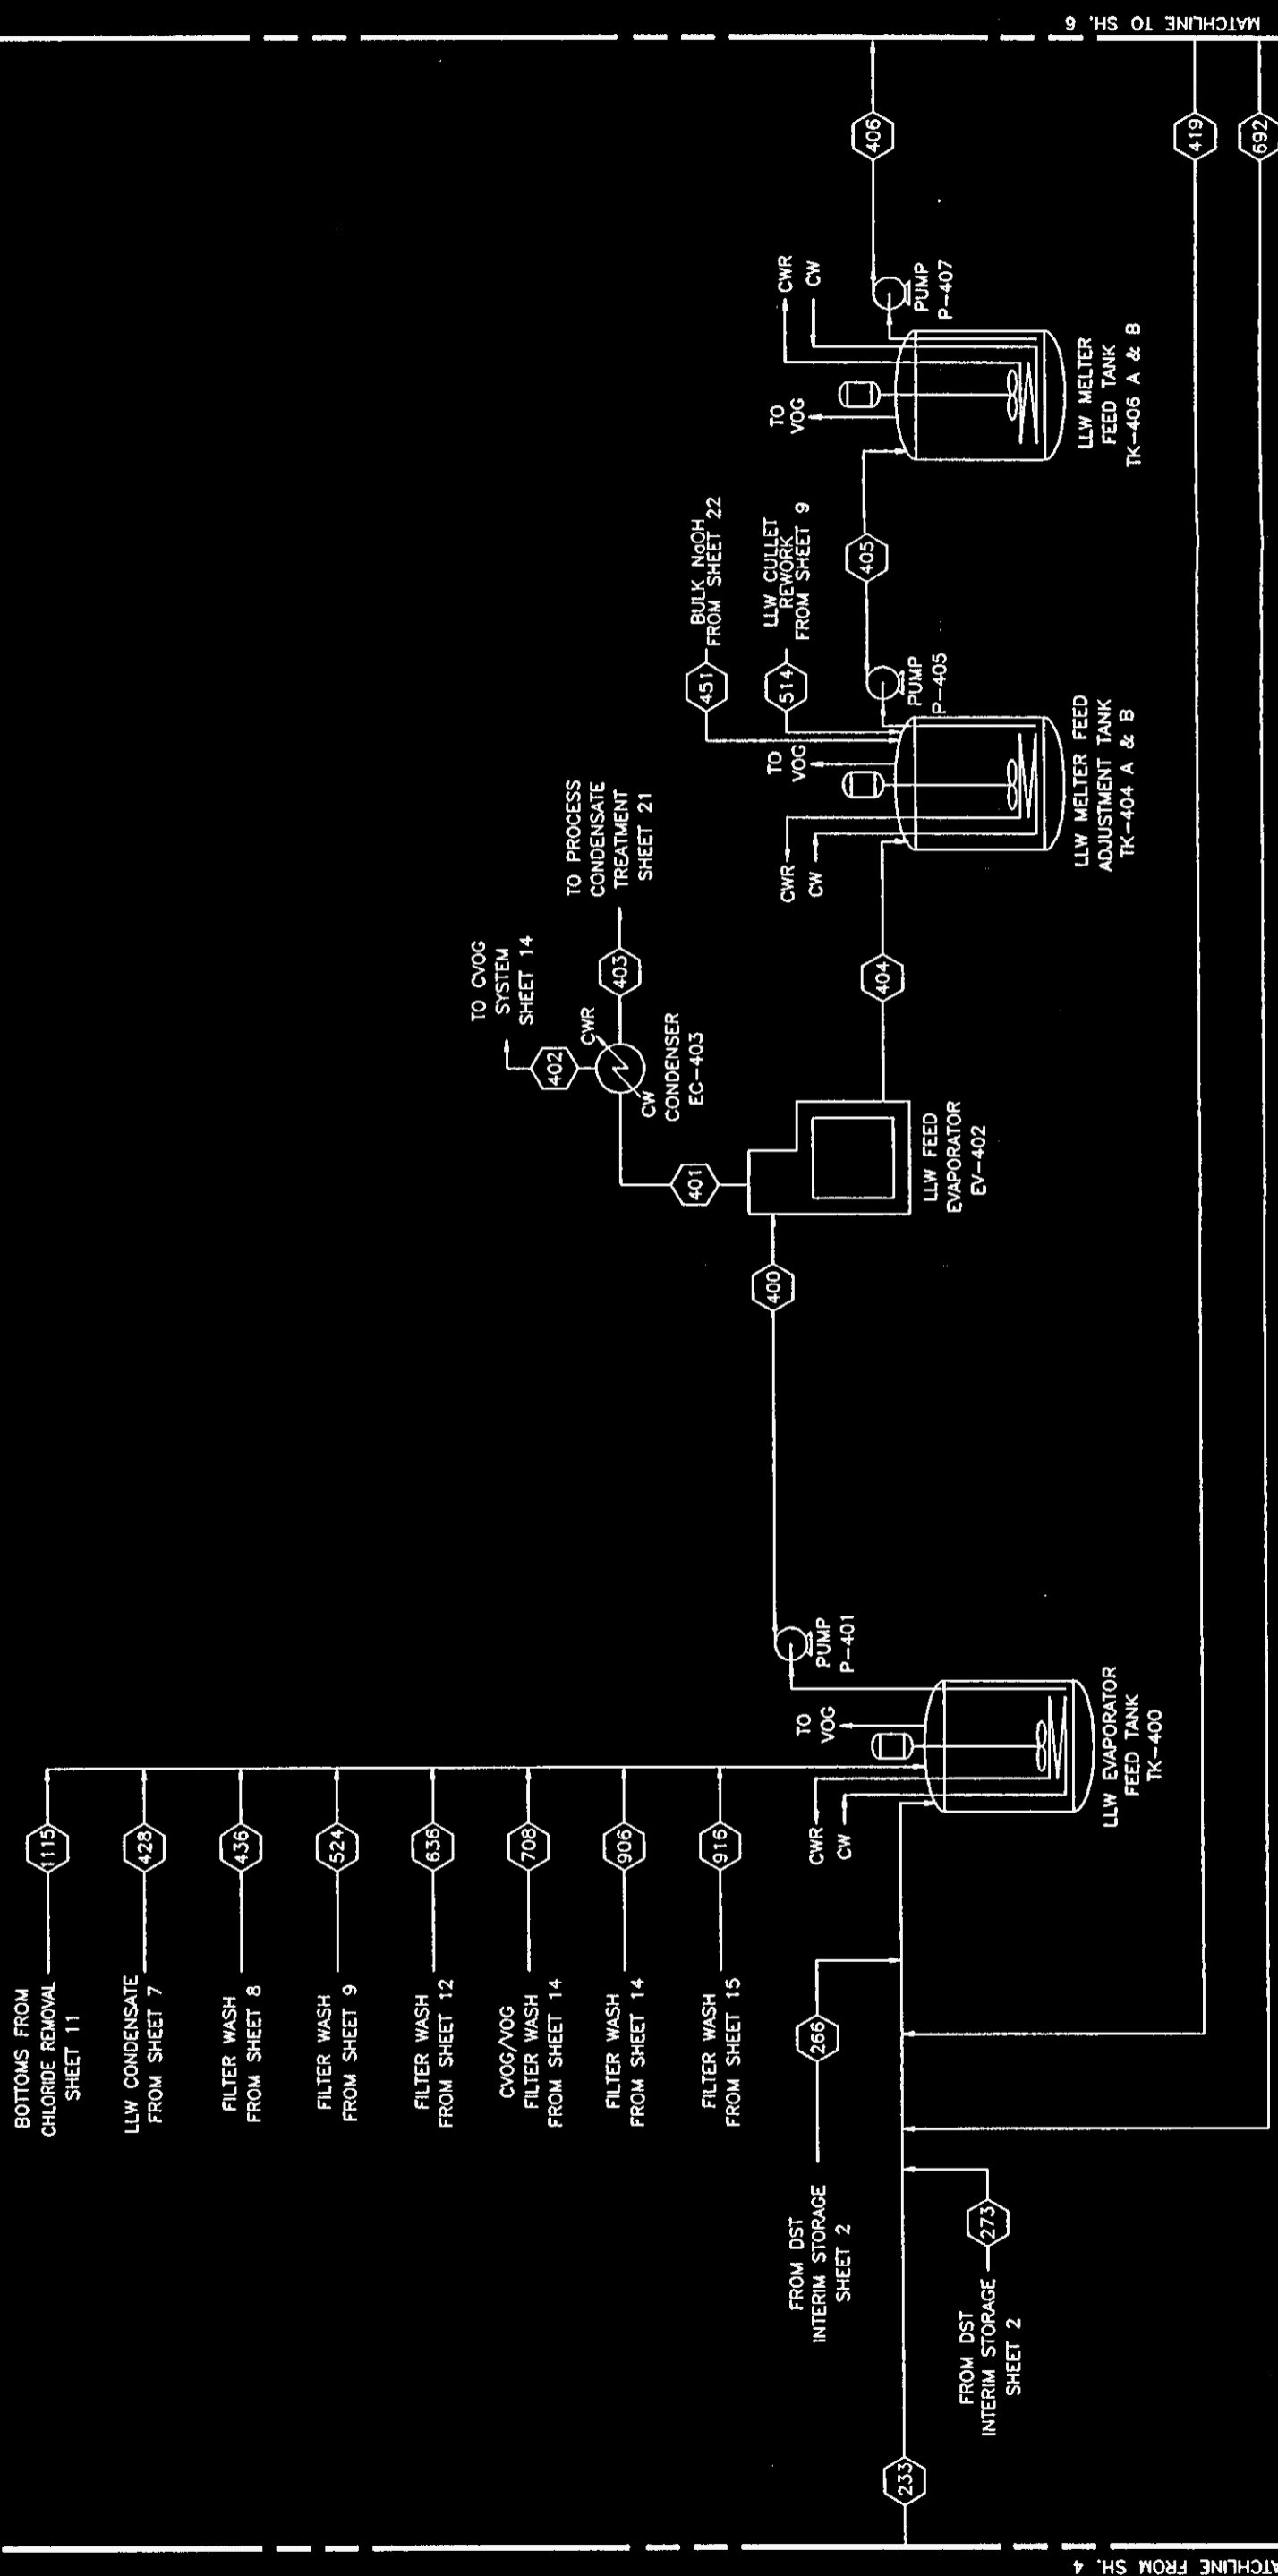 MATCHLINE TO SH. 6
BOTTOMS FROM
CHLORIDE REMOVAL
SHEET 11
1115
LLW CONDENSATE
FROM SHEET 7
428
FILTER WASH
FROM SHEET 8
436
FILTER WASH
FROM SHEET 9
524
FILTER WASH
FROM SHEET 12
636
CVOG/VOG
FILTER WASH
FROM SHEET 14
708
FILTER WASH
FROM SHEET 14
906
FILTER WASH
FROM SHEET 15
916
FROM DST
INTERIM STORAGE
SHEET 2
266
FROM DST
INTERIM STORAGE
SHEET 2
273
233
CWR
CW
TO
VOG
LLW EVAPORATOR
FEED TANK
TK-400
PUMP
P-401
400
LLW FEED
EVAPORATOR
EV-402
401
CW
CWR
CONDENSER
EC-403
402
TO CVOG
SYSTEM
SHEET 14
403
TO PROCESS
CONDENSATE
TREATMENT
SHEET 21
404
CWR
CW
TO
VOG
451
BULK NaOH
FROM SHEET 22
514
LLW CULLET
REWORK
FROM SHEET 9
LLW MELTER FEED
ADJUSTMENT TANK
TK-404 A & B
PUMP
P-405
405
TO
VOG
CWR
CW
LLW MELTER
FEED TANK
TK-406 A & B
PUMP
P-407
406
419
692
ATCHLINE FROM SH. 4